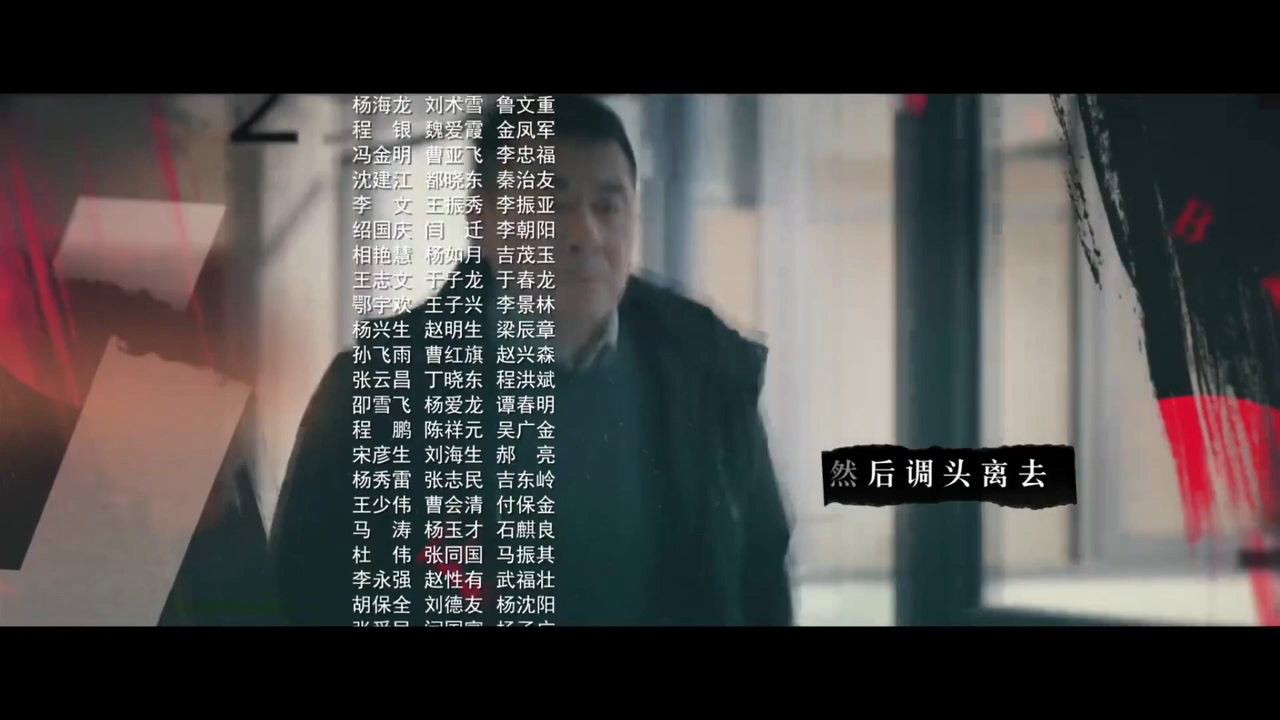 2
杨海龙 刘术雪 鲁文重
程 银 魏爱霞 金凤军
冯金明 曹亚飞 李忠福
沈建江 都晓东 秦治友
李 文 王振秀 李振亚
绍国庆 闫 迁 李朝阳
相艳慧 杨如月 吉茂玉
王志文 于子龙 于春龙
鄂宇欢 王子兴 李景林
杨兴生 赵明生 梁辰章
孙飞雨 曹红旗 赵兴森
张云昌 丁晓东 程洪斌
邵雪飞 杨爱龙 谭春明
程 鹏 陈祥元 吴广金
宋彦生 刘海生 郝 亮
杨秀雷 张志民 吉东岭
王少伟 曹会清 付保金
马 涛 杨玉才 石麒良
杜 伟 张同国 马振其
李永强 赵性有 武福壮
胡保全 刘德友 杨沈阳
然后调头离去